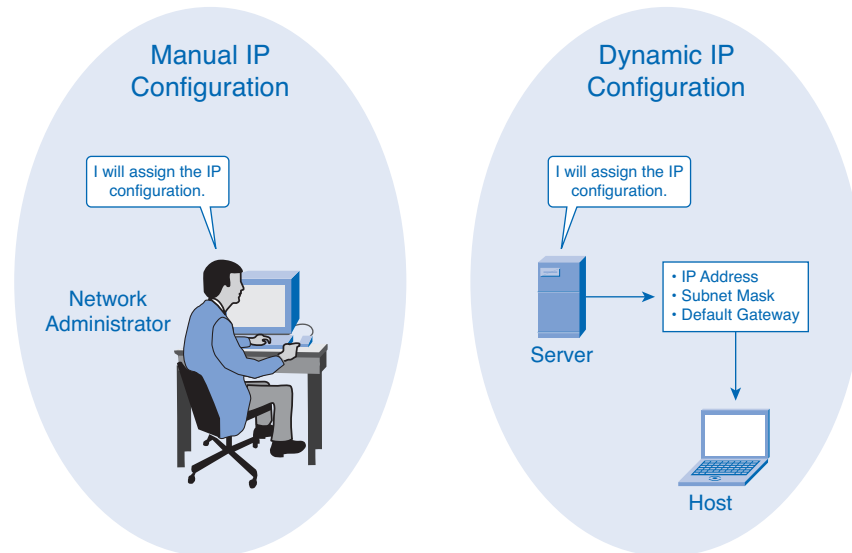 Manual IP
Configuration
I will assign the IP
configuration.
Network
Administrator
Dynamic IP
Configuration
I will assign the IP
configuration.
Server
• IP Address
• Subnet Mask
• Default Gateway
Host